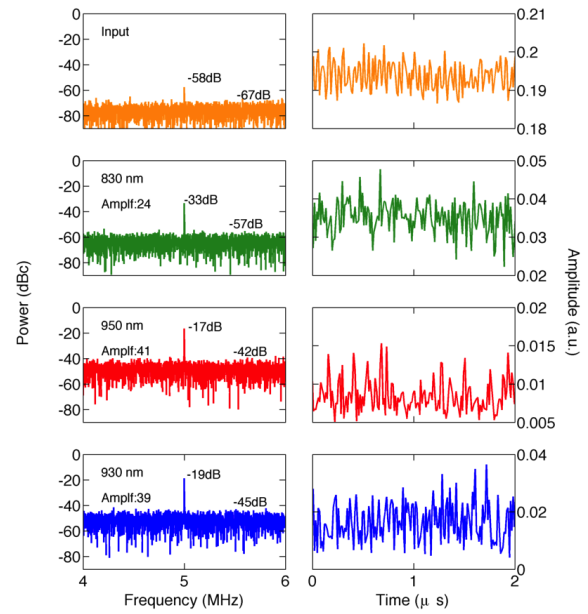 0
-20
-40
-60
-80
Input
-58dB
-67dB
0.21
0.2
0.19
0.18
0
-20
-40
-60
-80
830 nm
Amplf:24
-33dB
-57dB
0.05
0.04
0.03
0.02
0
-20
-40
-60
-80
950 nm
Amplf:41
-17dB
-42dB
0.02
0.015
0.01
0.005
0
-20
-40
-60
-80
930 nm
Amplf:39
-19dB
-45dB
0.04
0.02
0
4 5 6
0 1 2
Frequency (MHz)
Time (μ s)
Power (dBc)
Amplitude (a.u.)